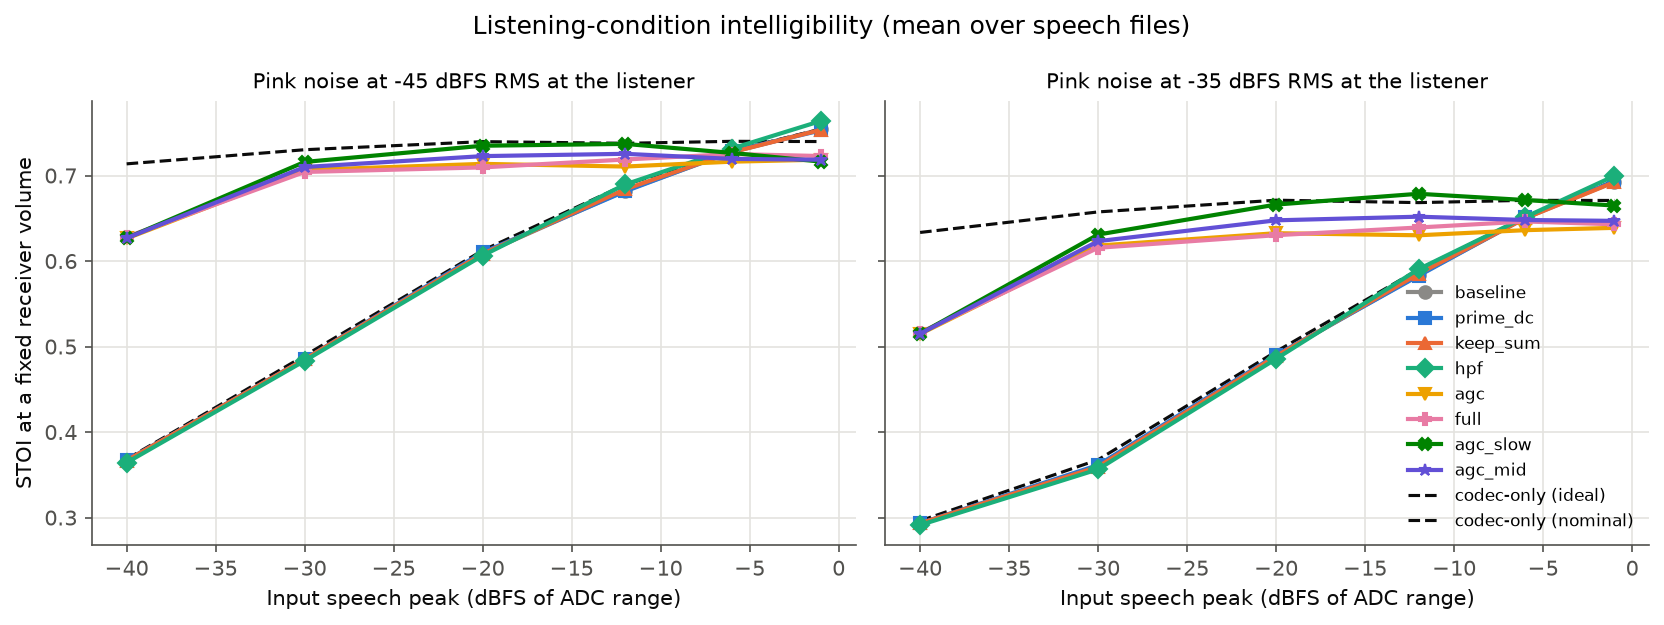 Listening-condition intelligibility (mean over speech files)
Pink noise at -45 dBFS RMS at the listener
STOI at a fixed receiver volume
0.7
0.6
0.5
0.4
0.3
−40 −35 −30 −25 −20 −15 −10 −5 0
Input speech peak (dBFS of ADC range)
Pink noise at -35 dBFS RMS at the listener
baseline
prime_dc
keep_sum
hpf
agc
full
agc_slow
agc_mid
codec-only (ideal)
codec-only (nominal)
−40 −35 −30 −25 −20 −15 −10 −5 0
Input speech peak (dBFS of ADC range)